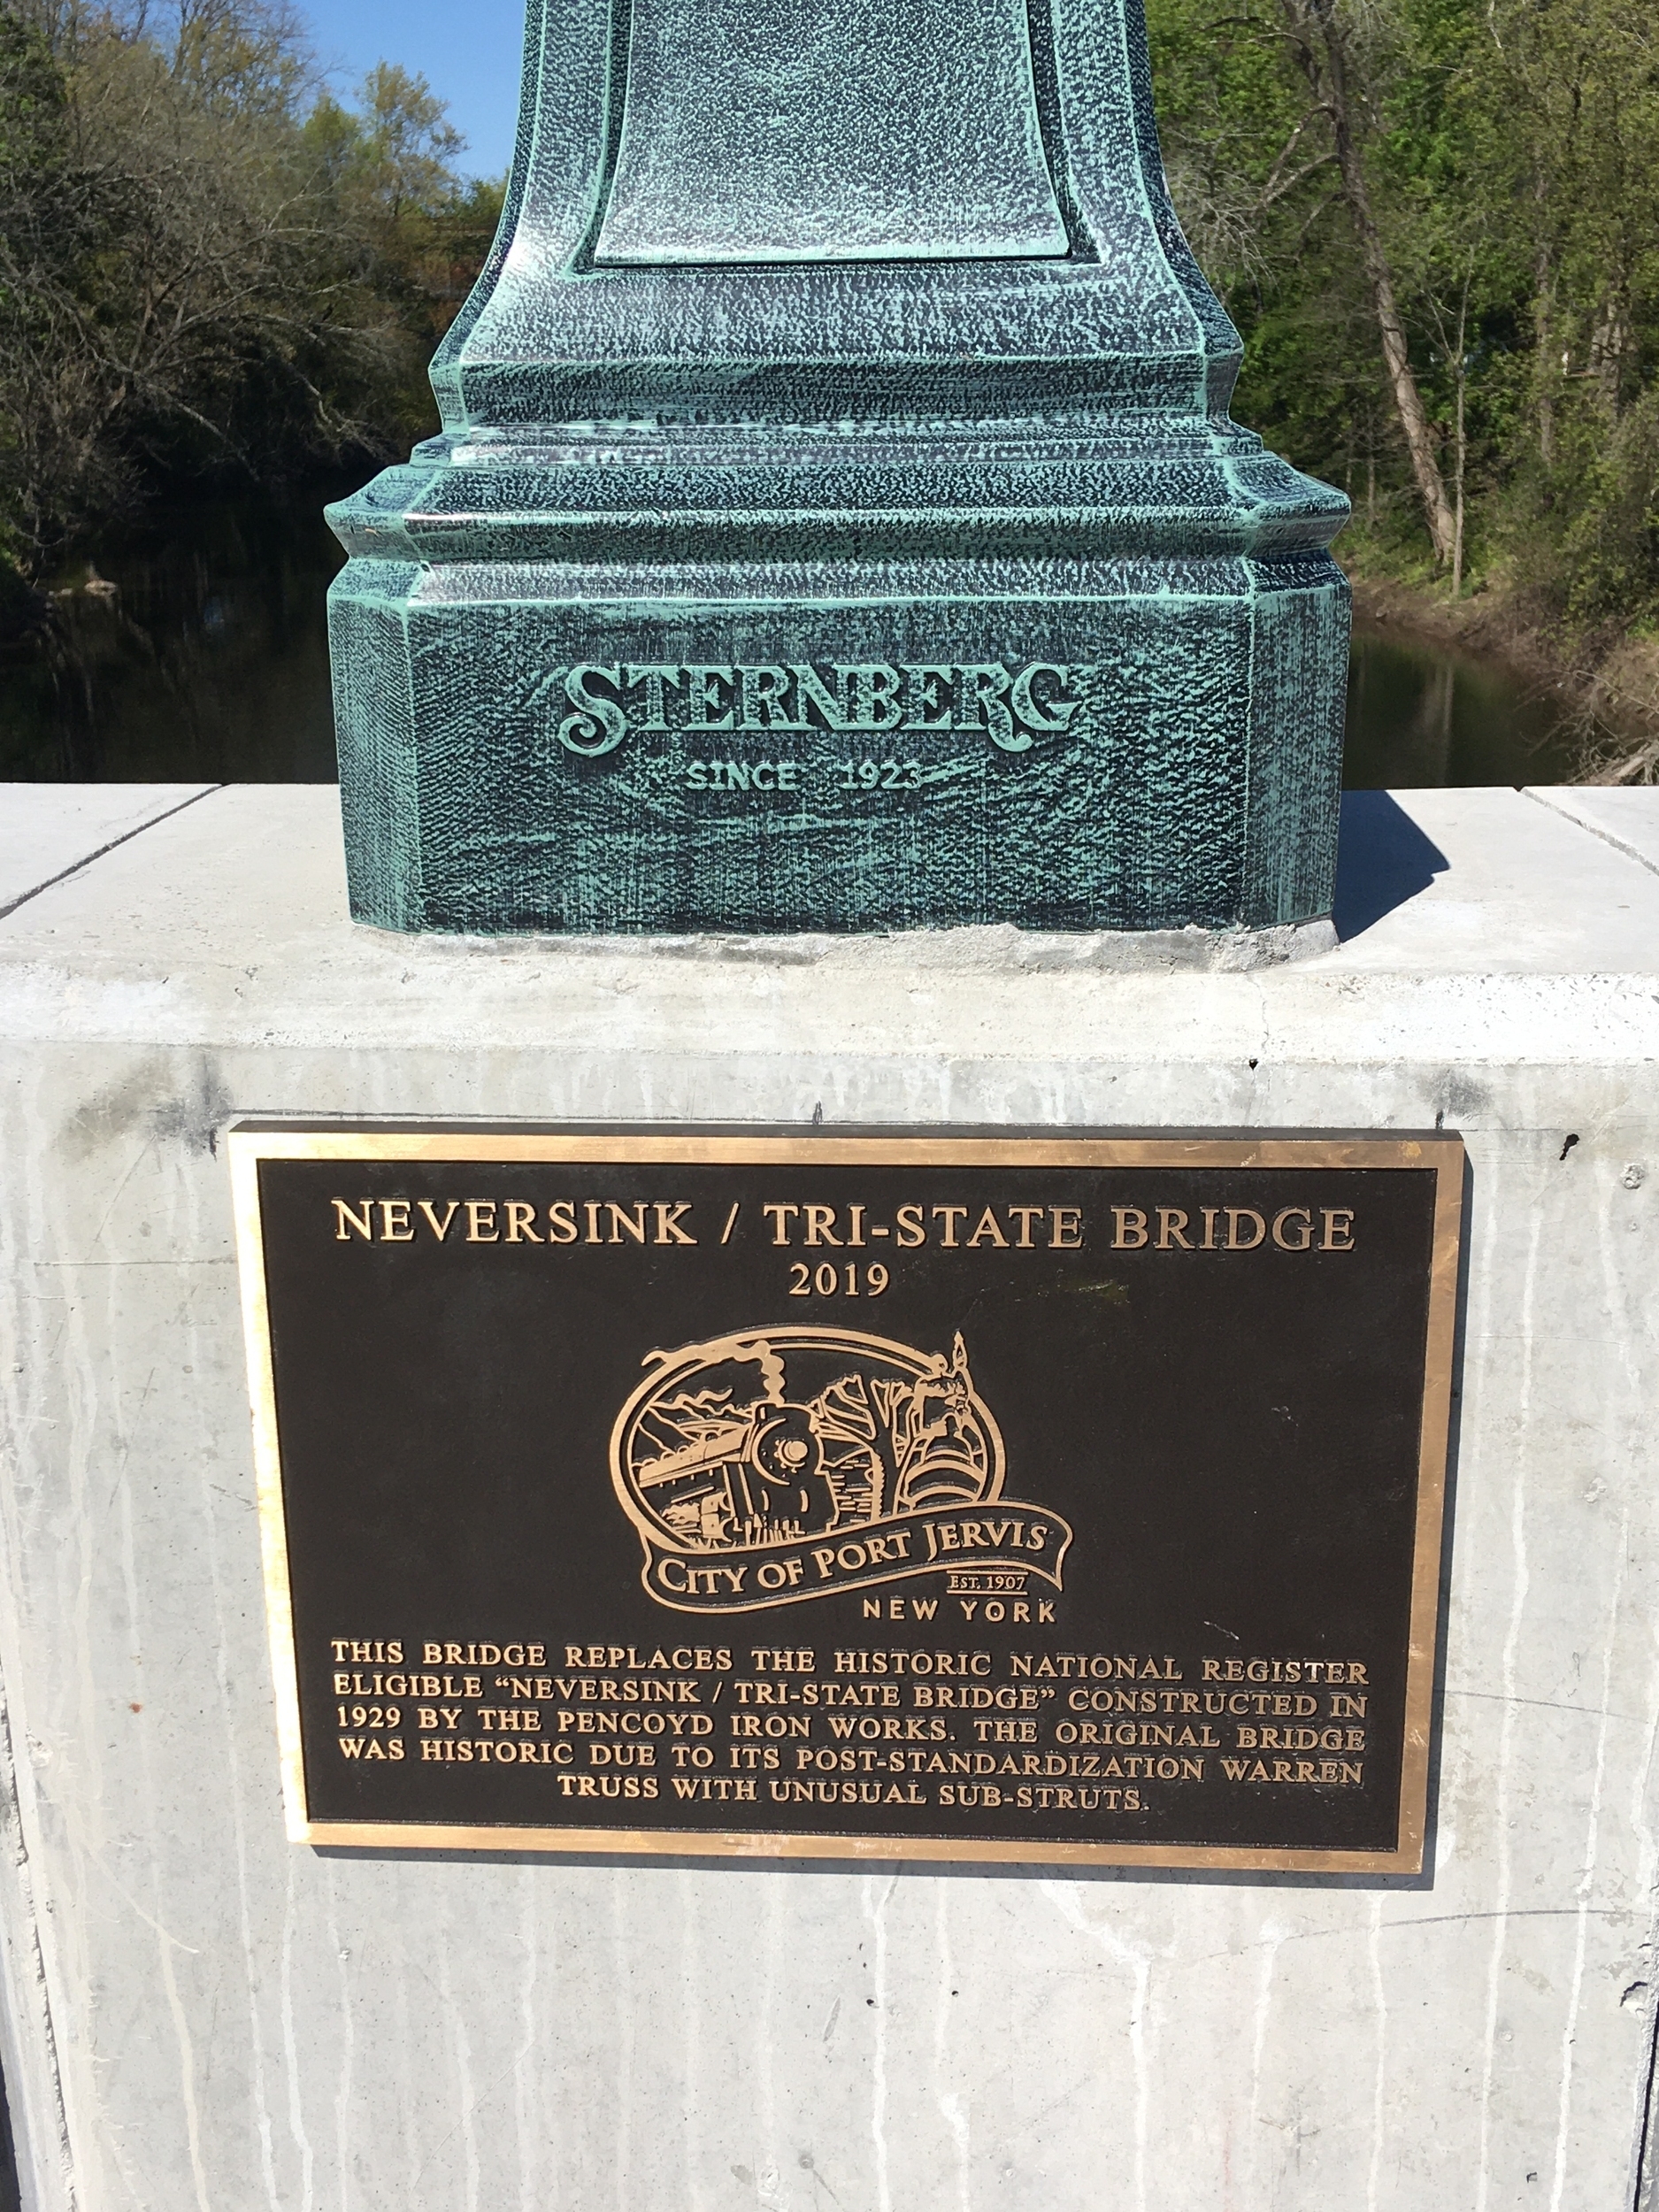 STERNBERG
SINCE 1923
NEVERSINK / TRI-STATE BRIDGE
2019
CITY OF PORT JERVIS
EST. 1907
NEW YORK
THIS BRIDGE REPLACES THE HISTORIC NATIONAL REGISTER
ELIGIBLE “NEVERSINK / TRI-STATE BRIDGE” CONSTRUCTED IN
1929 BY THE PENCOYD IRON WORKS. THE ORIGINAL BRIDGE
WAS HISTORIC DUE TO ITS POST-STANDARDIZATION WARREN
TRUSS WITH UNUSUAL SUB-STRUTS.